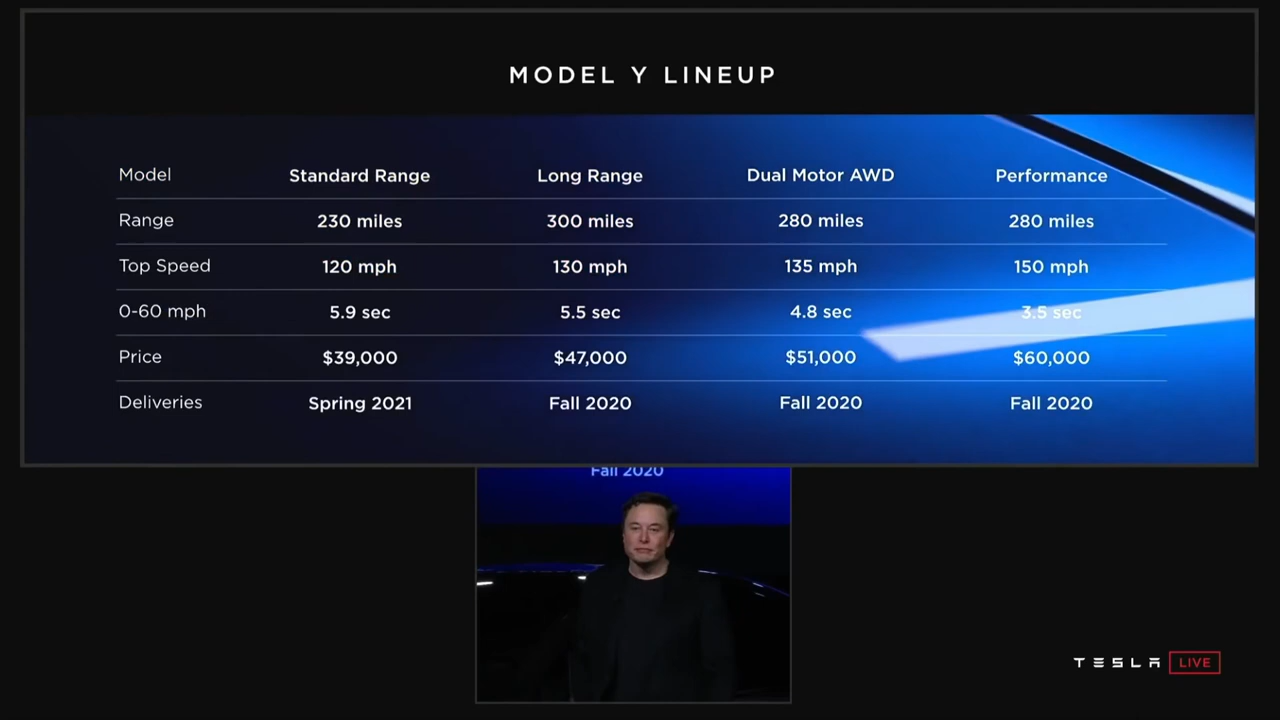 MODEL Y LINEUP
Model Standard Range Long Range Dual Motor AWD Performance
Range 230 miles 300 miles 280 miles 280 miles
Top Speed 120 mph 130 mph 135 mph 150 mph
0-60 mph 5.9 sec 5.5 sec 4.8 sec 3.5 sec
Price $39,000 $47,000 $51,000 $60,000
Deliveries Spring 2021 Fall 2020 Fall 2020 Fall 2020
Fall 2020
TESLA LIVE